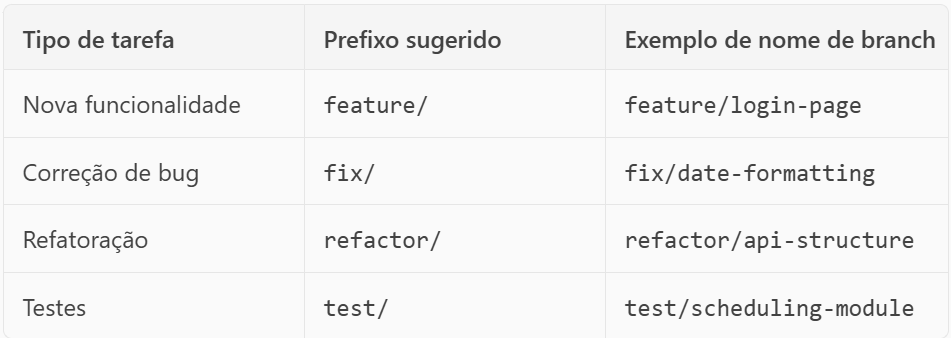 Tipo de tarefa Prefixo sugerido Exemplo de nome de branch
Nova funcionalidade feature/ feature/login-page
Correção de bug fix/ fix/date-formatting
Refatoração refactor/ refactor/api-structure
Testes test/ test/scheduling-module